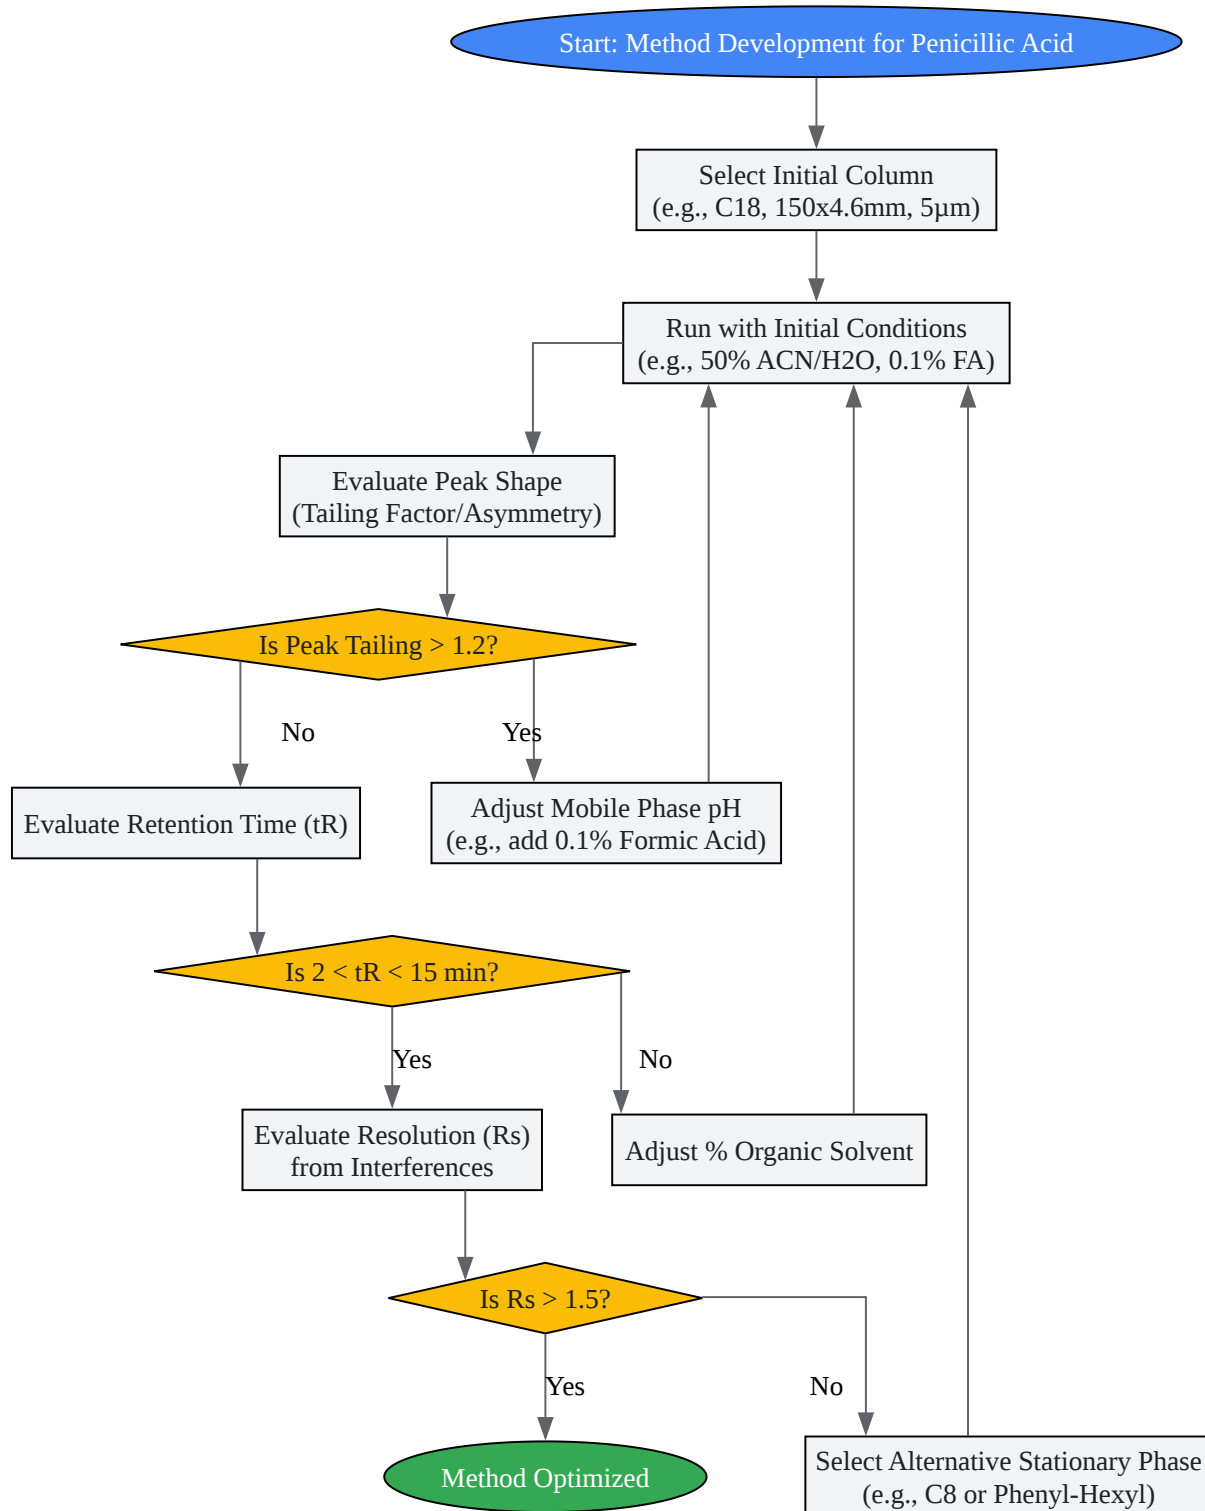 Start: Method Development for Penicillic Acid
Select Initial Column
(e.g., C18, 150x4.6mm, 5µm)
Run with Initial Conditions
(e.g., 50% ACN/H2O, 0.1% FA)
Evaluate Peak Shape
(Tailing Factor/Asymmetry)
Is Peak Tailing > 1.2?
No
Yes
Evaluate Retention Time (tR)
Adjust Mobile Phase pH
(e.g., add 0.1% Formic Acid)
Is 2 < tR < 15 min?
Yes
No
Evaluate Resolution (Rs)
from Interferences
Adjust % Organic Solvent
Is Rs > 1.5?
Yes
No
Method Optimized
Select Alternative Stationary Phase
(e.g., C8 or Phenyl-Hexyl)